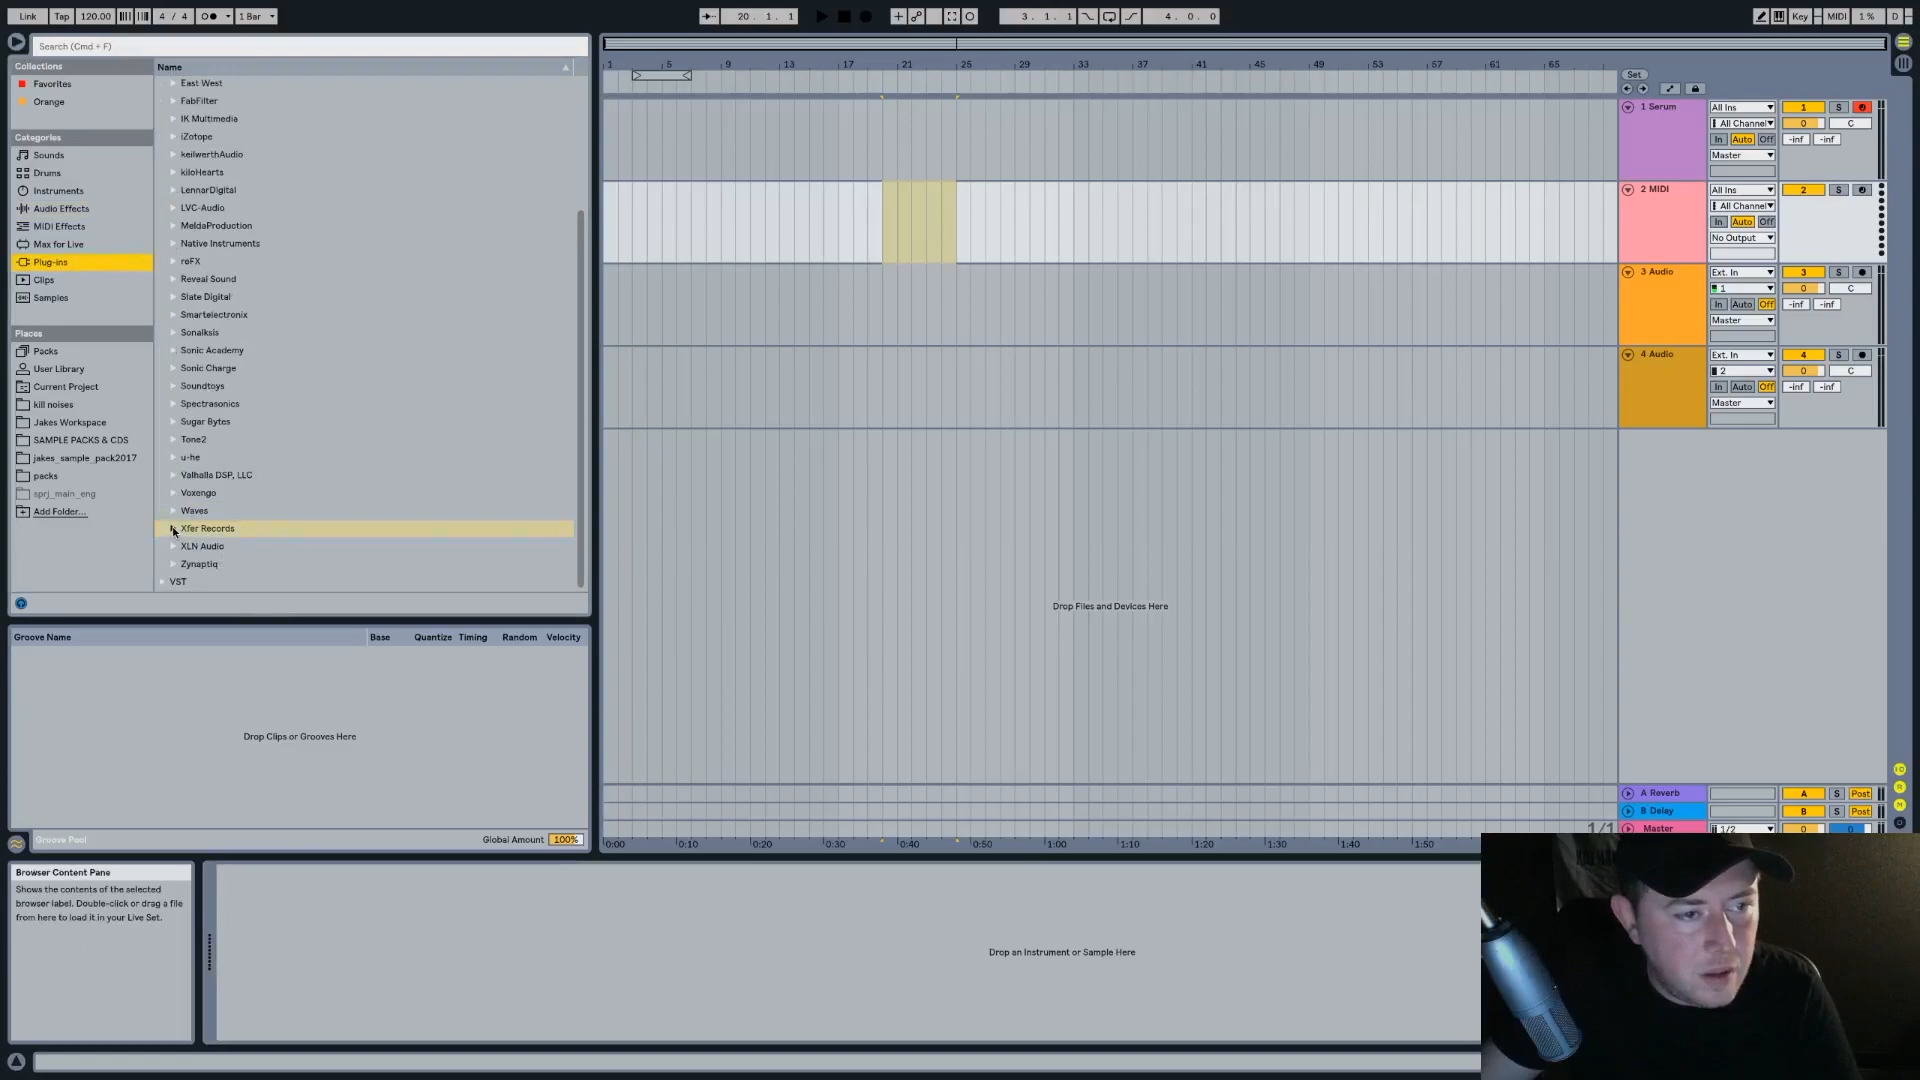 Link Tap 120.00 4 / 4 1 Bar 20 . 1 . 1 3 . 1 . 1 4 . 0 . 0 Key MIDI 1 % D
Search (Cmd + F)
Collections
Favorites
Orange
Categories
Sounds
Drums
Instruments
Audio Effects
MIDI Effects
Max for Live
Plug-ins
Clips
Samples
Places
Packs
User Library
Current Project
kill noises
Jakes Workspace
SAMPLE PACKS & CDS
jakes_sample_pack2017
packs
sprj_main_eng
Add Folder...
Name
East West
FabFilter
IK Multimedia
iZotope
keilwerthAudio
kiloHearts
LennarDigital
LVC-Audio
MeldaProduction
Native Instruments
reFX
Reveal Sound
Slate Digital
Smartelectronix
Sonalksis
Sonic Academy
Sonic Charge
Soundtoys
Spectrasonics
Sugar Bytes
Tone2
u-he
Valhalla DSP, LLC
Voxengo
Waves
Xfer Records
XLN Audio
Zynaptiq
VST
1 5 9 13 17 21 25 29 33 37 41 45 49 53 57 61 65
Set
1 Serum All Ins 1 S
All Channel 0 C
In Auto Off -inf -inf
Master
2 MIDI All Ins 2 S
All Channel
In Auto Off
No Output
3 Audio Ext. In 3 S
1 0 C
In Auto Off -inf -inf
Master
4 Audio Ext. In 4 S
2 0 C
In Auto Off -inf -inf
Master
Drop Files and Devices Here
A Reverb A S Post
B Delay B S Post
1/1 Master 1/2 0 0
0:00 0:10 0:20 0:30 0:40 0:50 1:00 1:10 1:20 1:30 1:40 1:50
Groove Name Base Quantize Timing Random Velocity
Drop Clips or Grooves Here
Groove Pool Global Amount 100%
Browser Content Pane
Shows the contents of the selected
browser label. Double-click or drag a file
from here to load it in your Live Set.
Drop an Instrument or Sample Here